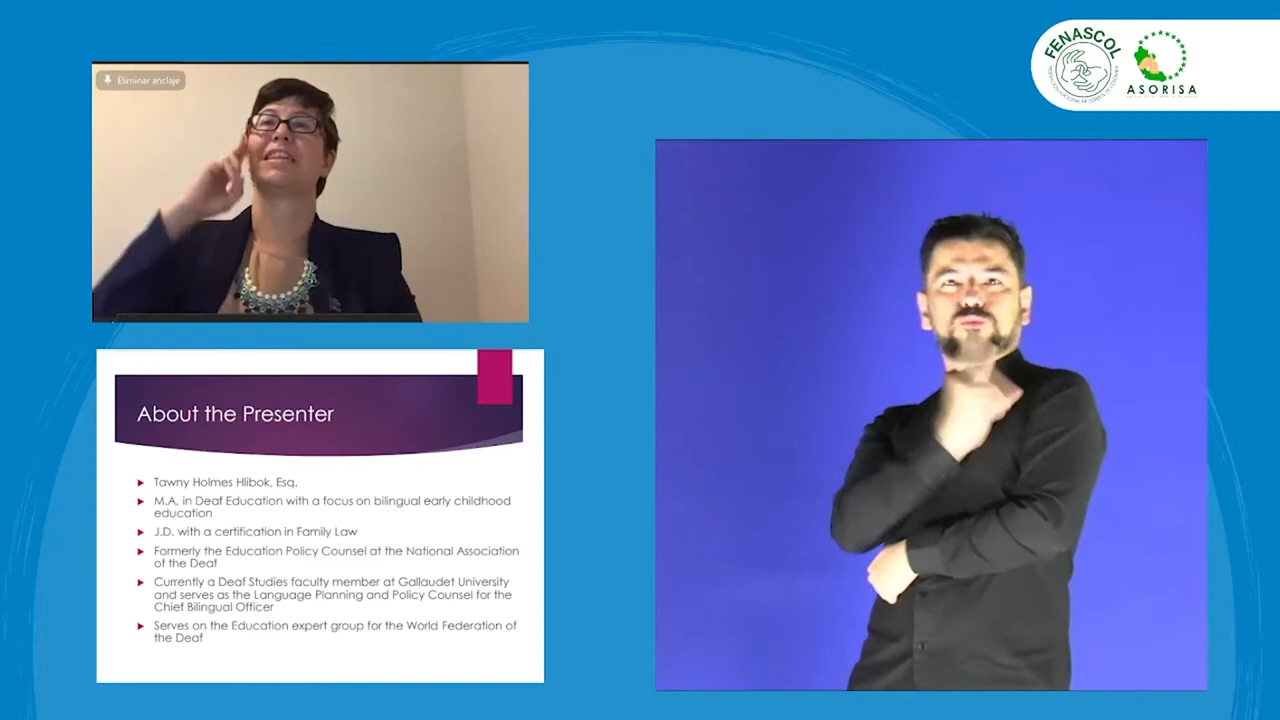 Eliminar anclaje
FENASCOL
ASORISA
About the Presenter
Tawny Holmes Hlibok, Esq.
M.A. in Deaf Education with a focus on bilingual early childhood
education
J.D. with a certification in Family Law
Formerly the Education Policy Counsel at the National Association
of the Deaf
Currently a Deaf Studies faculty member at Gallaudet University
and serves as the Language Planning and Policy Counsel for the
Chief Bilingual Officer
Serves on the Education expert group for the World Federation of
the Deaf